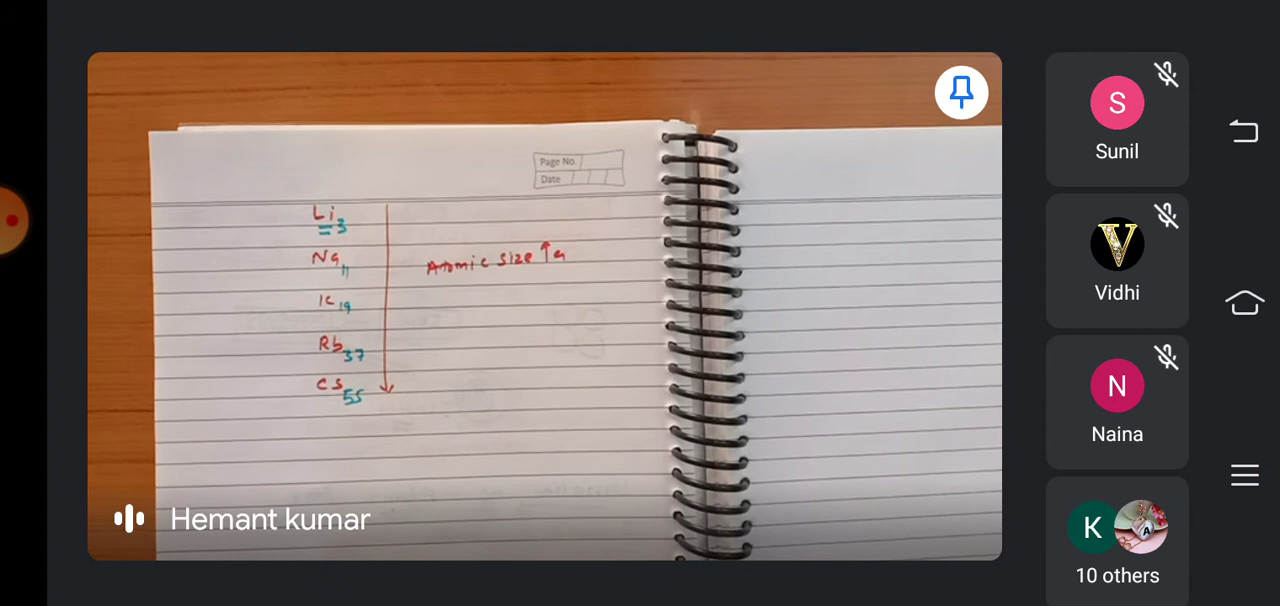 Page No.
Date
Li 3
Na 11
Atomic size ↑
K 19
Rb 37
Cs 55
Hemant kumar
S
Sunil
V
Vidhi
N
Naina
K
A
10 others